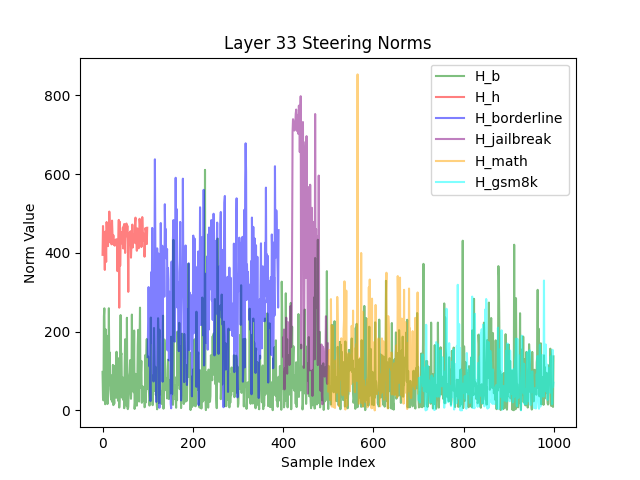 Layer 33 Steering Norms
Norm Value
800
600
400
200
0
H_b
H_h
H_borderline
H_jailbreak
H_math
H_gsm8k
0 200 400 600 800 1000
Sample Index